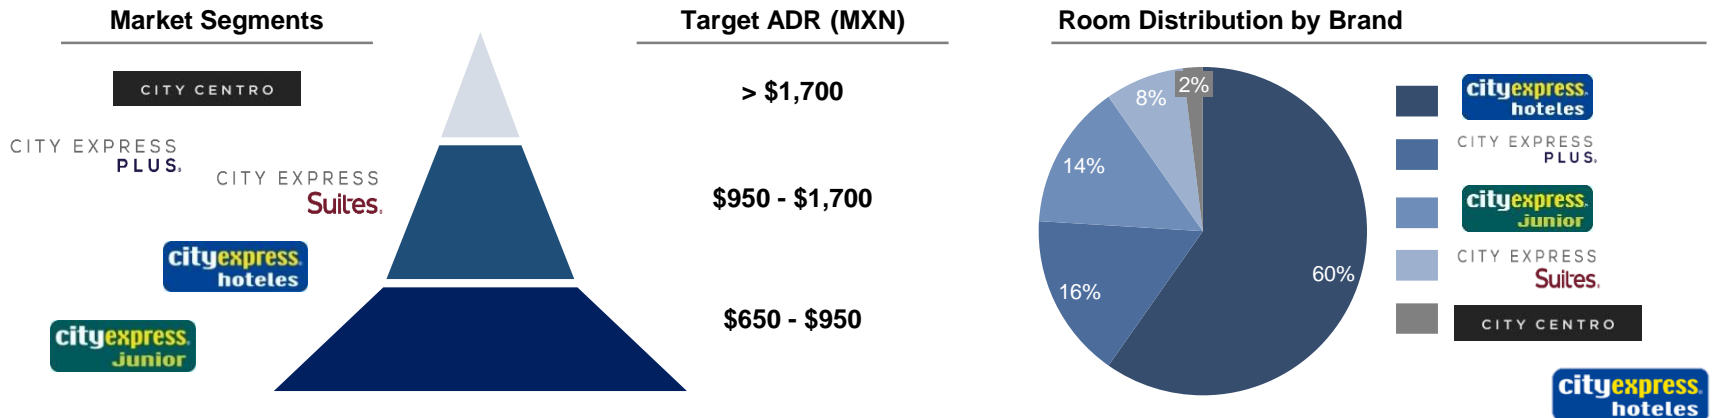 Market Segments
CITY CENTRO
CITY EXPRESS
PLUS®
CITY EXPRESS
Suites®
cityexpress®
hoteles
cityexpress®
junior
Target ADR (MXN)
> $1,700
$950 - $1,700
$650 - $950
Room Distribution by Brand
2%
8%
14%
16%
60%
cityexpress®
hoteles
CITY EXPRESS
PLUS®
cityexpress®
junior
CITY EXPRESS
Suites®
CITY CENTRO
cityexpress®
hoteles